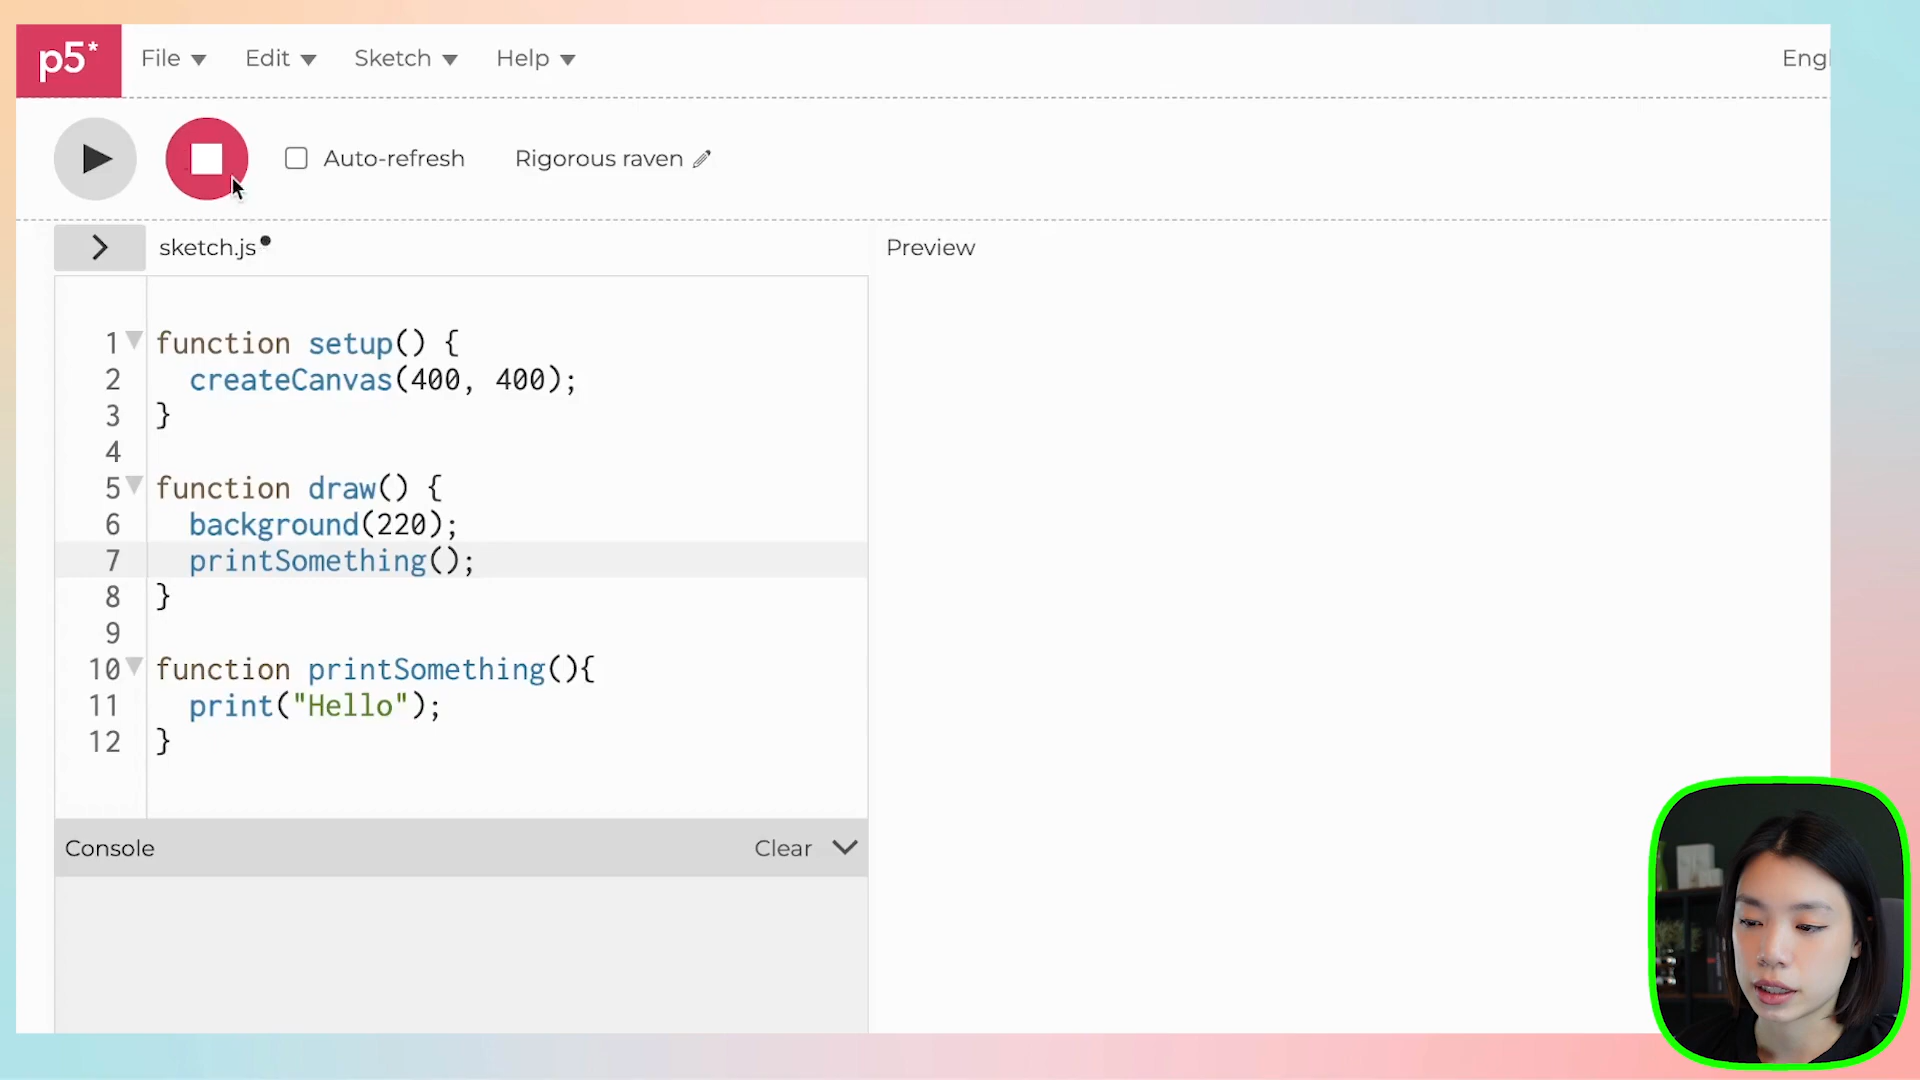 p5* File Edit Sketch Help Engl
Auto-refresh Rigorous raven
sketch.js Preview
1 function setup() {
2 createCanvas(400, 400);
3 }
4
5 function draw() {
6 background(220);
7 printSomething();
8 }
9
10 function printSomething(){
11 print("Hello");
12 }
Console Clear